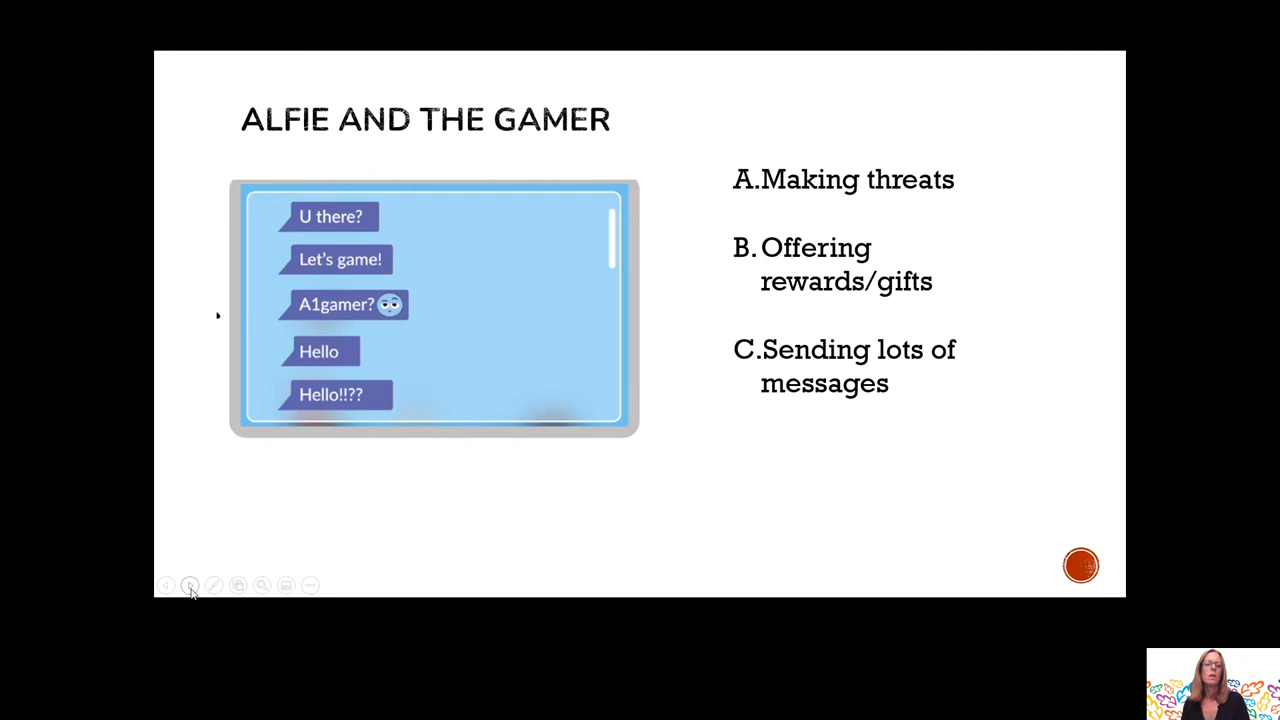 ALFIE AND THE GAMER
U there?
Let's game!
A1gamer?
Hello
Hello!!??
A.Making threats
B. Offering
rewards/gifts
C.Sending lots of
messages